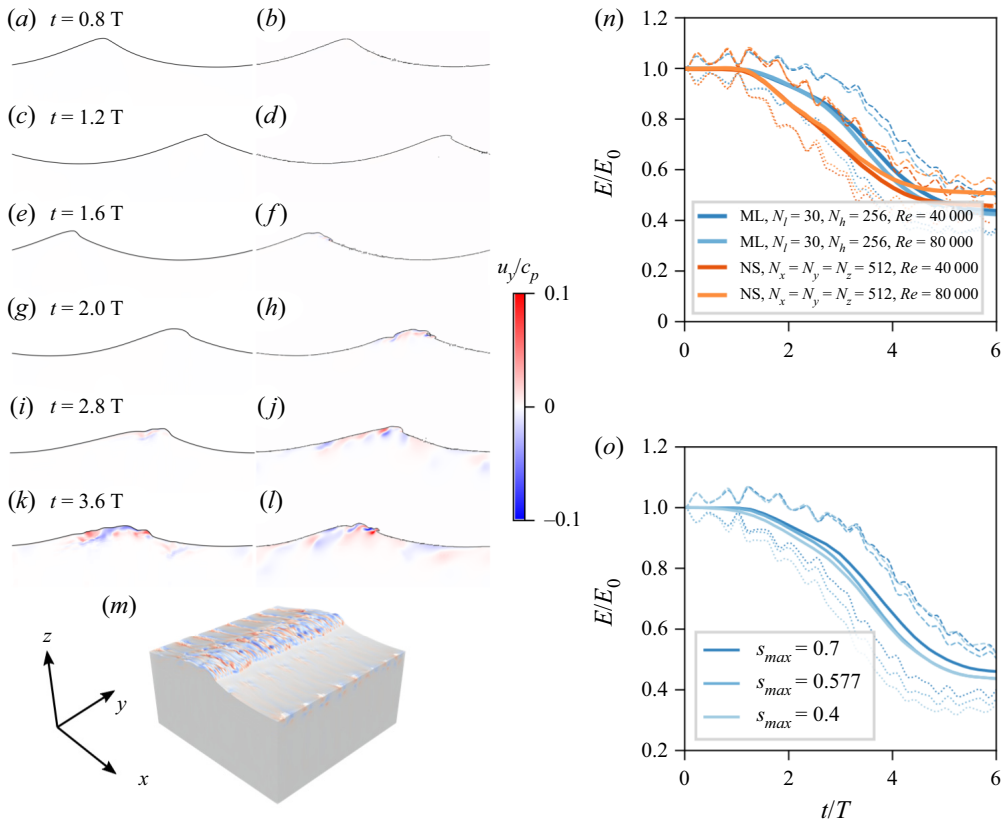 (a) t = 0.8 T
(b)
(c) t = 1.2 T
(d)
(e) t = 1.6 T
(f)
(g) t = 2.0 T
(h)
(i) t = 2.8 T
(j)
(k) t = 3.6 T
(l)
u_y/c_p
0.1
0
−0.1
(m)
z
y
x
(n)
1.2
1.0
0.8
0.6
0.4
0.2
0
E/E_0
ML, N_l = 30, N_h = 256, Re = 40 000
ML, N_l = 30, N_h = 256, Re = 80 000
NS, N_x = N_y = N_z = 512, Re = 40 000
NS, N_x = N_y = N_z = 512, Re = 80 000
0 2 4 6
(o)
1.2
1.0
0.8
0.6
0.4
0.2
E/E_0
s_max = 0.7
s_max = 0.577
s_max = 0.4
0 2 4 6
t/T